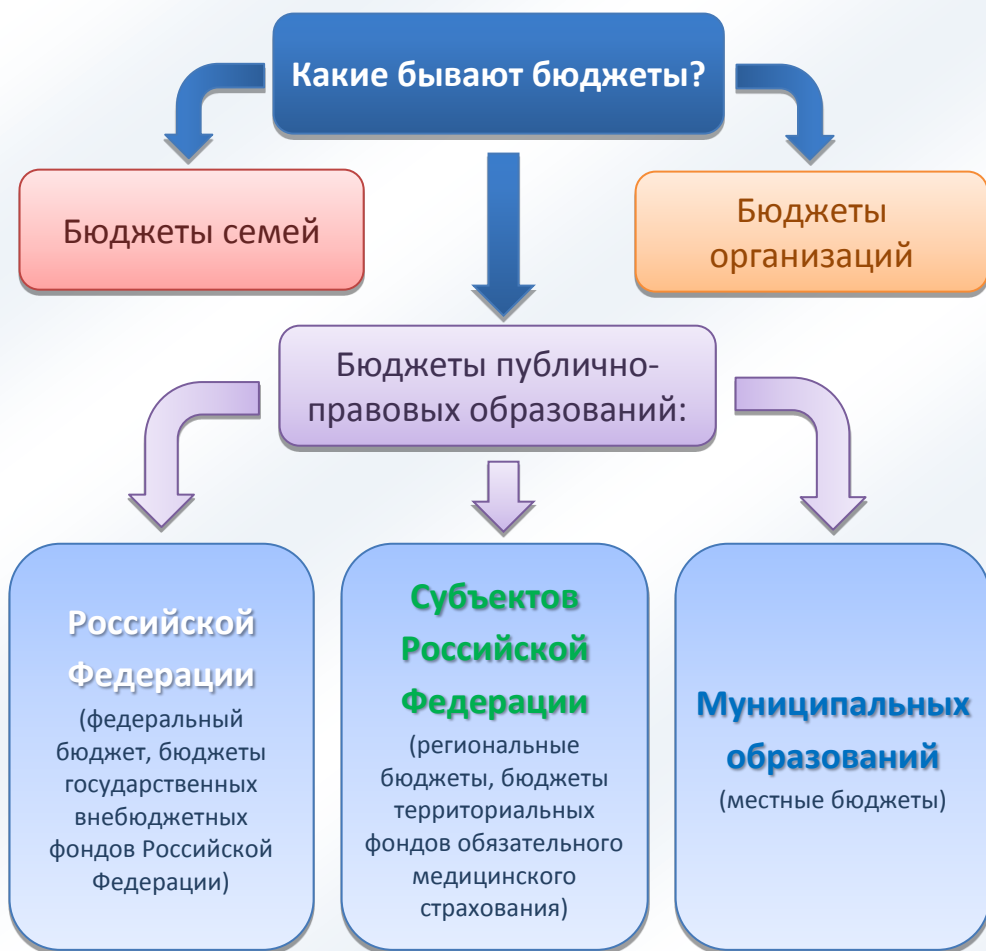 Какие бывают бюджеты?
Бюджеты семей
Бюджеты
организаций
Бюджеты публично-
правовых образований:
Российской
Федерации
(федеральный
бюджет, бюджеты
государственных
внебюджетных
фондов Российской
Федерации)
Субъектов
Российской
Федерации
(региональные
бюджеты, бюджеты
территориальных
фондов обязательного
медицинского
страхования)
Муниципальных
образований
(местные бюджеты)